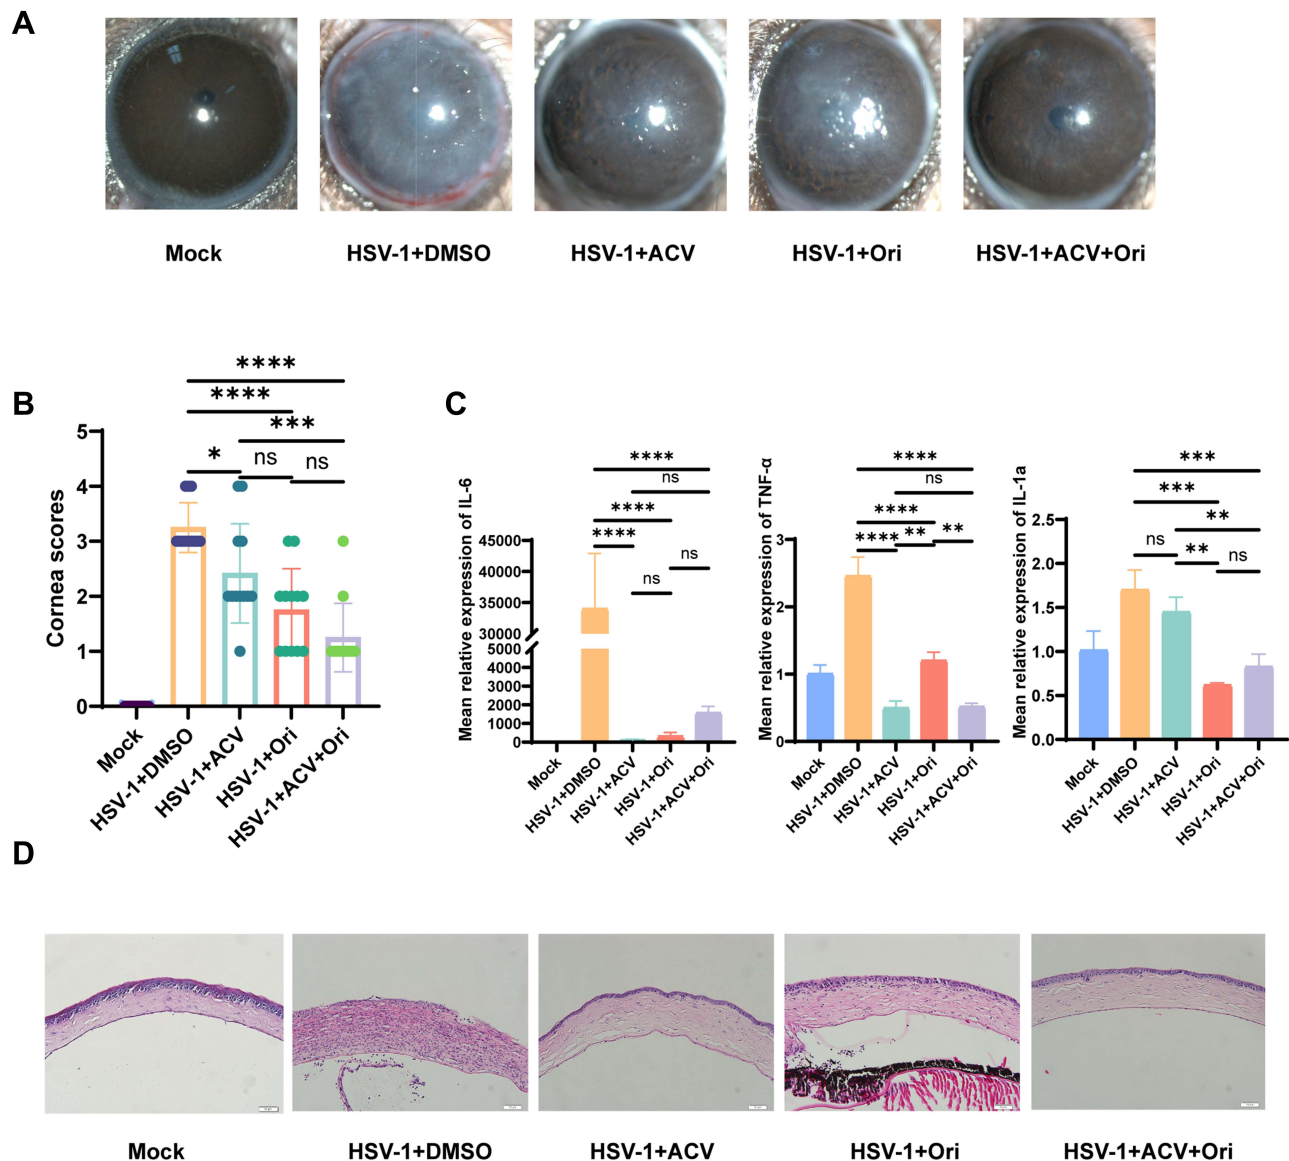 A
Mock
HSV-1+DMSO
HSV-1+ACV
HSV-1+Ori
HSV-1+ACV+Ori
B
****
****
***
*
ns
ns
Cornea scores
5
4
3
2
1
0
Mock
HSV-1+DMSO
HSV-1+ACV
HSV-1+Ori
HSV-1+ACV+Ori
C
Mean relative expression of IL-6
****
ns
****
****
ns
ns
45000
40000
35000
30000
5000
4000
3000
2000
1000
0
Mock
HSV-1+DMSO
HSV-1+ACV
HSV-1+Ori
HSV-1+ACV+Ori
Mean relative expression of TNF-α
****
ns
****
****
**
**
3
2
1
0
Mock
HSV-1+DMSO
HSV-1+ACV
HSV-1+Ori
HSV-1+ACV+Ori
Mean relative expression of IL-1a
***
***
**
ns
**
ns
2.5
2.0
1.5
1.0
0.5
0.0
Mock
HSV-1+DMSO
HSV-1+ACV
HSV-1+Ori
HSV-1+ACV+Ori
D
Mock
HSV-1+DMSO
HSV-1+ACV
HSV-1+Ori
HSV-1+ACV+Ori